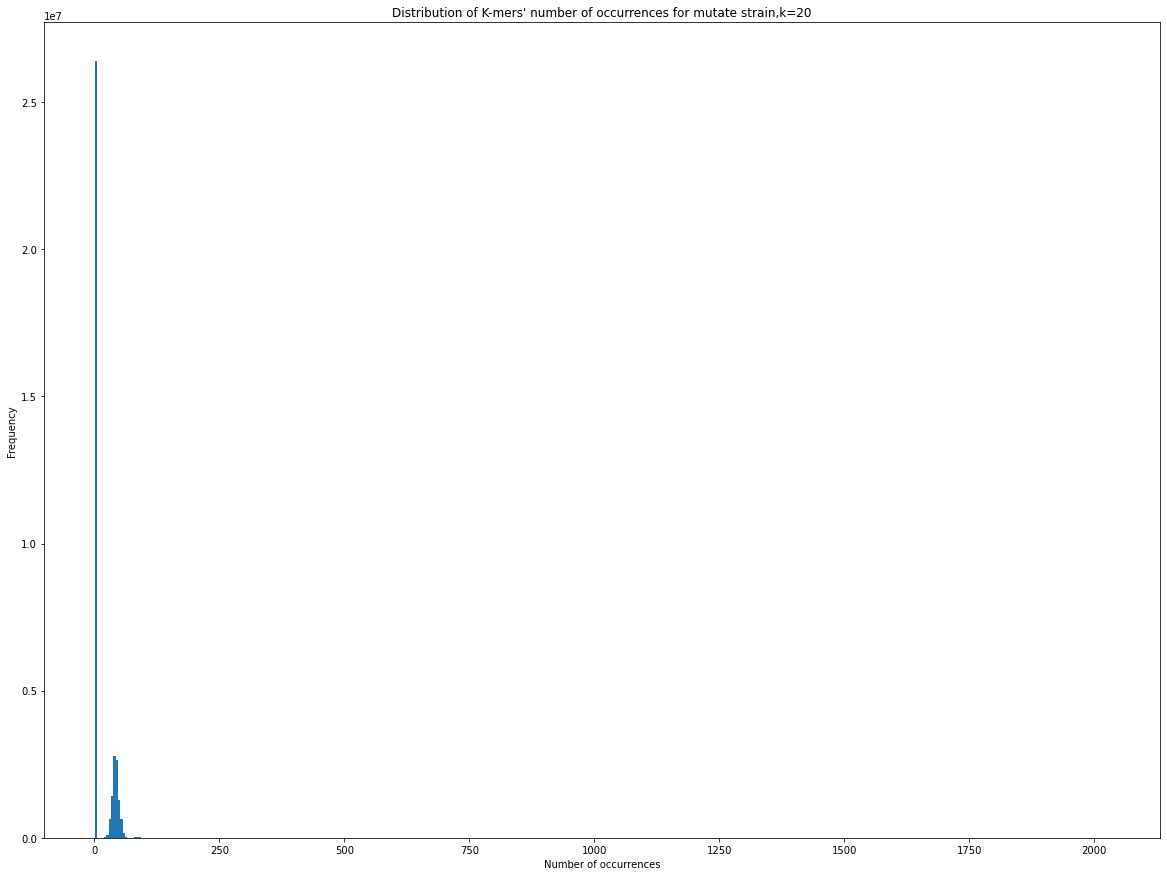 Distribution of K-mers' number of occurrences for mutate strain,k=20
1e7
2.5
2.0
1.5
1.0
0.5
0.0
Frequency
0 250 500 750 1000 1250 1500 1750 2000
Number of occurrences